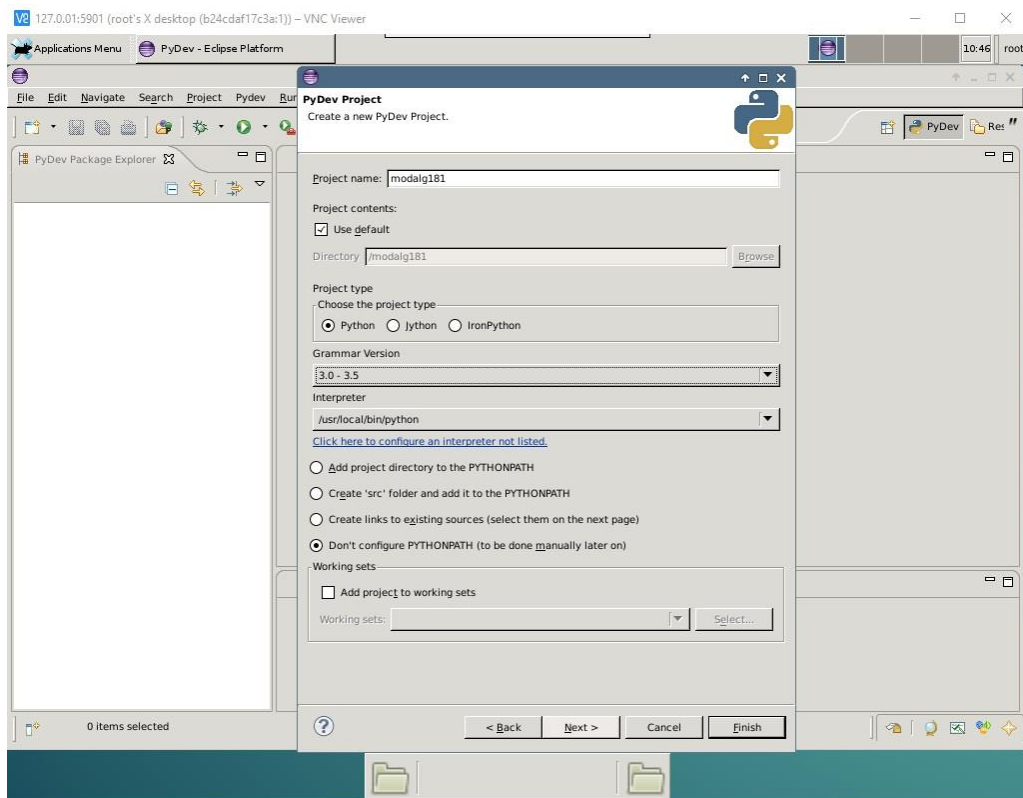 127.0.01:5901 (root's X desktop (b24cdaf17c3a:1)) – VNC Viewer
Applications Menu PyDev - Eclipse Platform 10:46 root
File Edit Navigate Search Project Pydev Run
PyDev Res "
PyDev Package Explorer
PyDev Project
Create a new PyDev Project.
Project name: modalg181
Project contents:
Use default
Directory /modalg181 Browse
Project type
Choose the project type
Python Jython IronPython
Grammar Version
3.0 - 3.5
Interpreter
/usr/local/bin/python
Click here to configure an interpreter not listed.
Add project directory to the PYTHONPATH
Create 'src' folder and add it to the PYTHONPATH
Create links to existing sources (select them on the next page)
Don't configure PYTHONPATH (to be done manually later on)
Working sets
Add project to working sets
Working sets: Select...
< Back Next > Cancel Finish
0 items selected